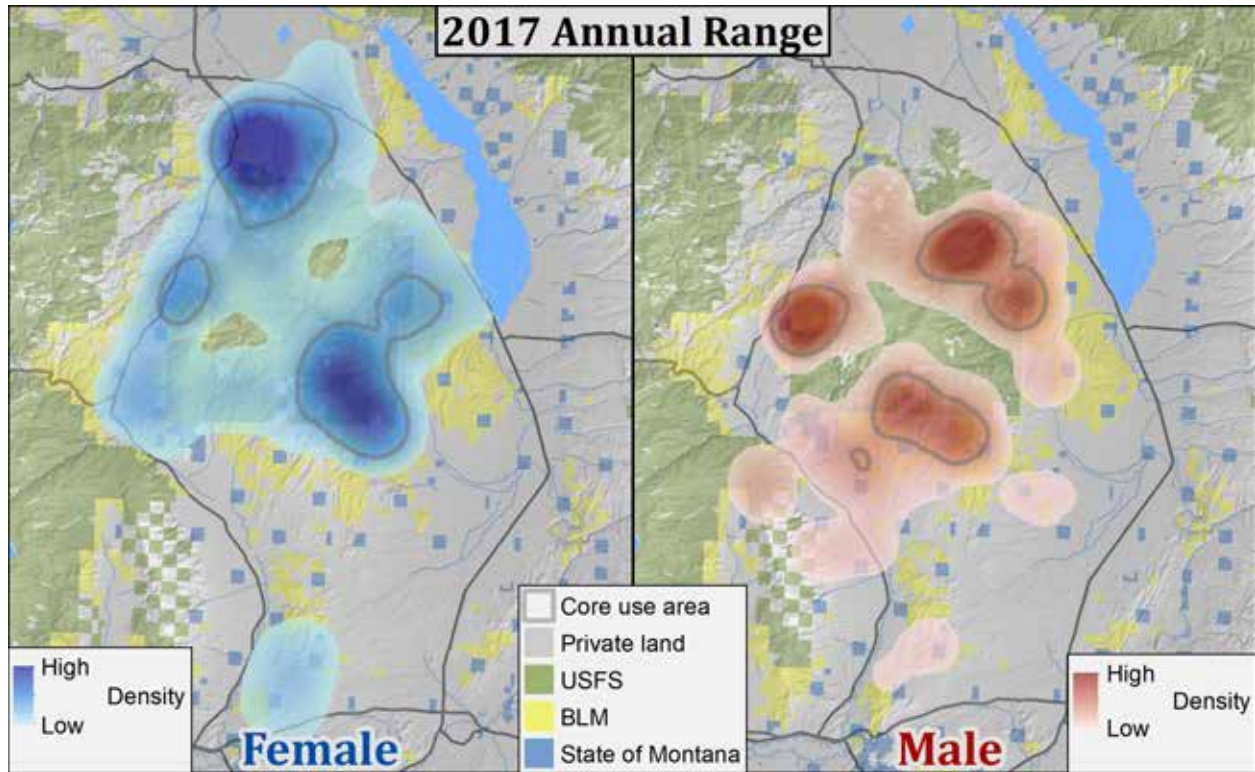 2017 Annual Range
Core use area
Private land
USFS
BLM
State of Montana
High
Density
Low
Female
High
Density
Low
Male